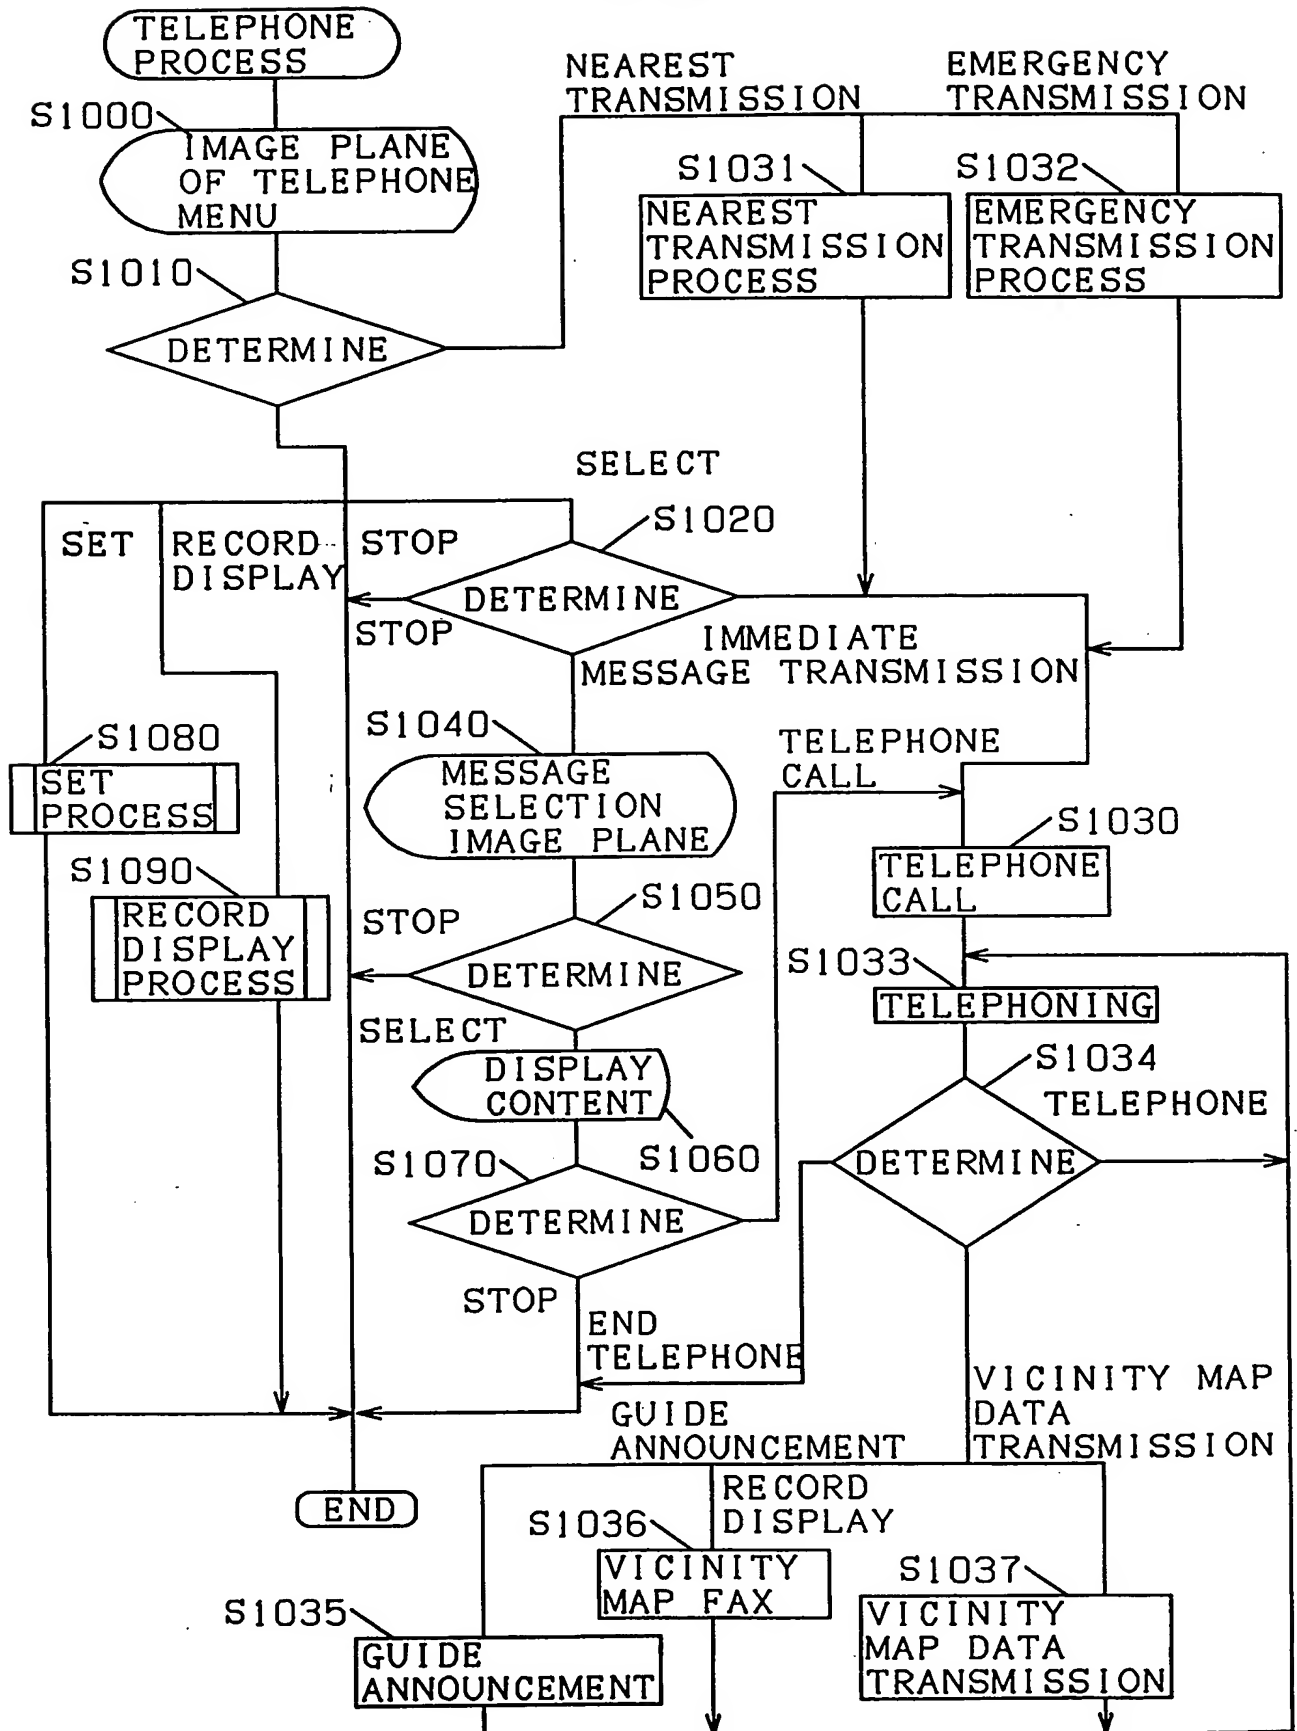 TELEPHONE
PROCESS
NEAREST
TRANSMISSION
EMERGENCY
TRANSMISSION
S1000
IMAGE PLANE
OF TELEPHONE
MENU
S1031
S1032
NEAREST
TRANSMISSION
PROCESS
EMERGENCY
TRANSMISSION
PROCESS
S1010
DETERMINE
SELECT
S1020
SET
RECORD
DISPLAY
STOP
DETERMINE
STOP
IMMEDIATE
MESSAGE TRANSMISSION
S1040
S1080
TELEPHONE
CALL
SET
PROCESS
MESSAGE
SELECTION
IMAGE PLANE
S1030
S1090
TELEPHONE
CALL
RECORD
DISPLAY
PROCESS
S1050
STOP
DETERMINE
S1033
TELEPHONING
SELECT
S1034
DISPLAY
CONTENT
TELEPHONE
S1070
S1060
DETERMINE
DETERMINE
STOP
END
TELEPHONE
VICINITY MAP
DATA
TRANSMISSION
GUIDE
ANNOUNCEMENT
RECORD
DISPLAY
END
S1036
VICINITY
MAP FAX
S1037
S1035
VICINITY
MAP DATA
TRANSMISSION
GUIDE
ANNOUNCEMENT